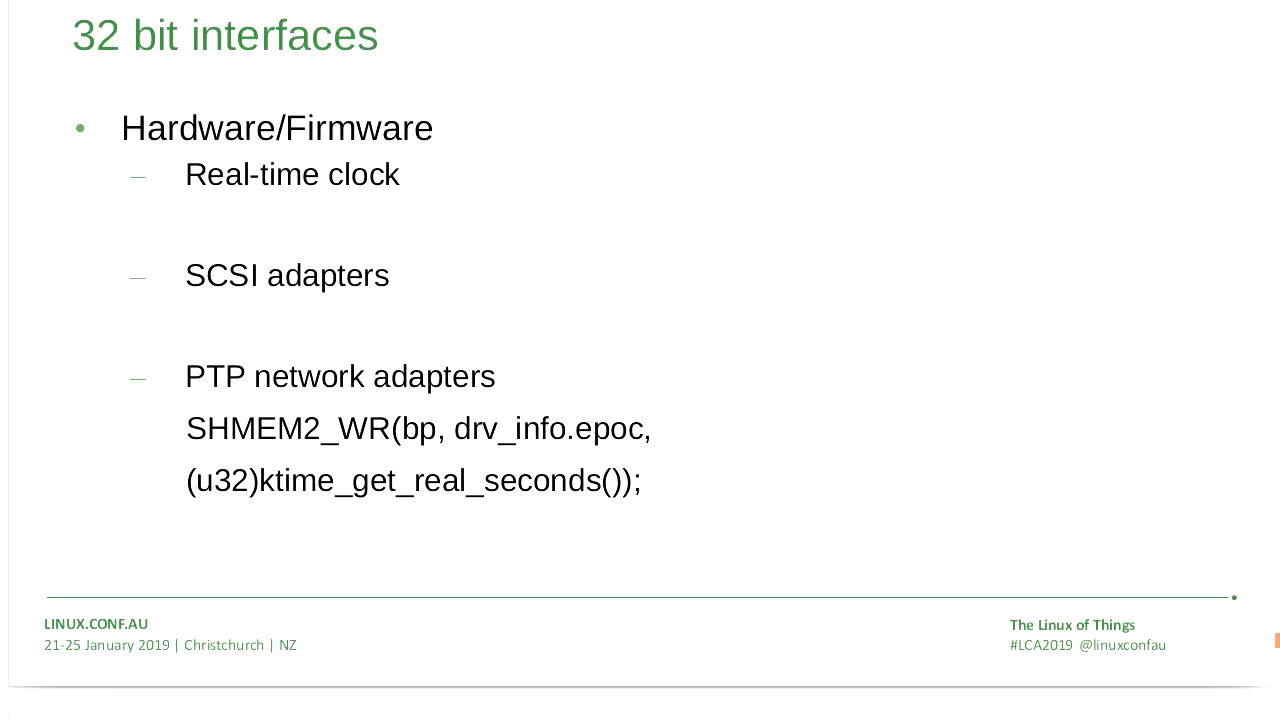 32 bit interfaces
• Hardware/Firmware
– Real-time clock
– SCSI adapters
– PTP network adapters
SHMEM2_WR(bp, drv_info.epoc,
(u32)ktime_get_real_seconds());
LINUX.CONF.AU
21-25 January 2019 | Christchurch | NZ
The Linux of Things
#LCA2019 @linuxconfau